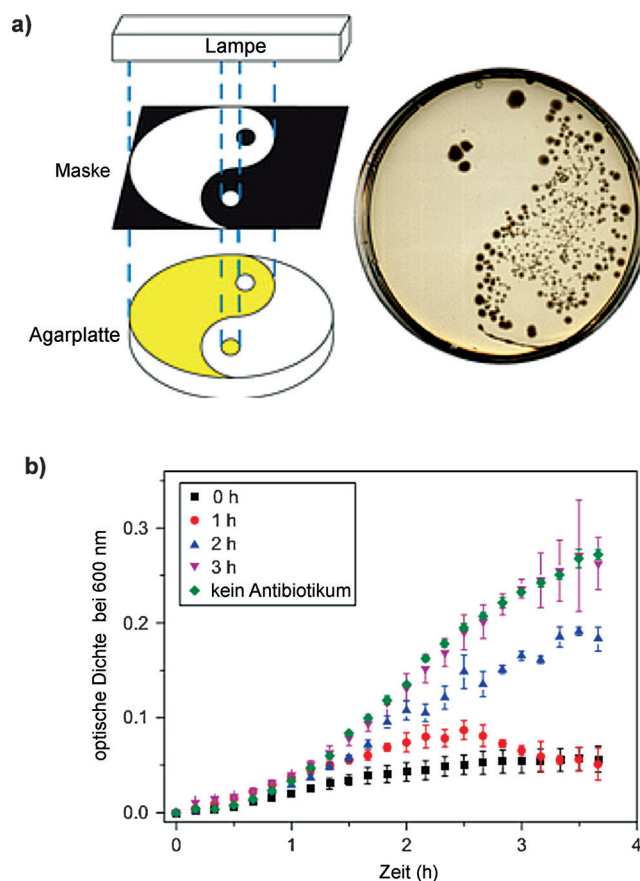 a)
Lampe
Maske
Agarplatte
b)
optische Dichte bei 600 nm
0.3
0.2
0.1
0.0
0 h
1 h
2 h
3 h
kein Antibiotikum
0
1
2
3
4
Zeit (h)